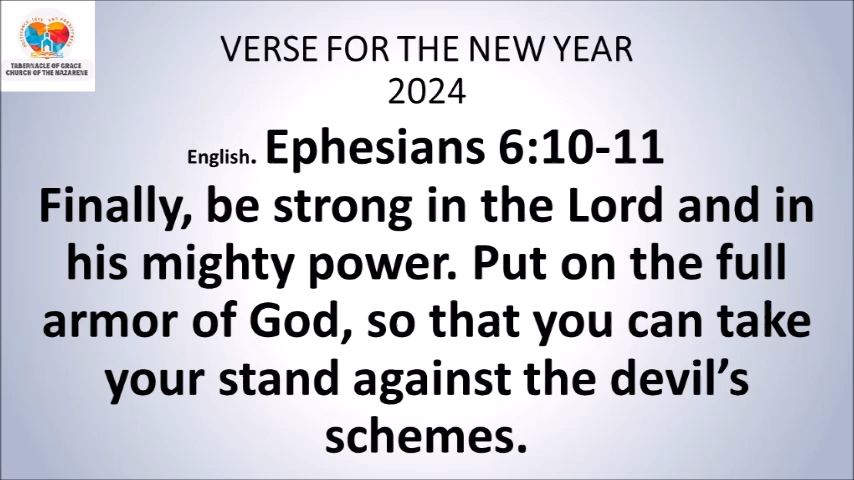 TABERNACLE OF GRACE
CHURCH OF THE NAZARENE
VERSE FOR THE NEW YEAR
2024
English. Ephesians 6:10-11
Finally, be strong in the Lord and in
his mighty power. Put on the full
armor of God, so that you can take
your stand against the devil’s
schemes.